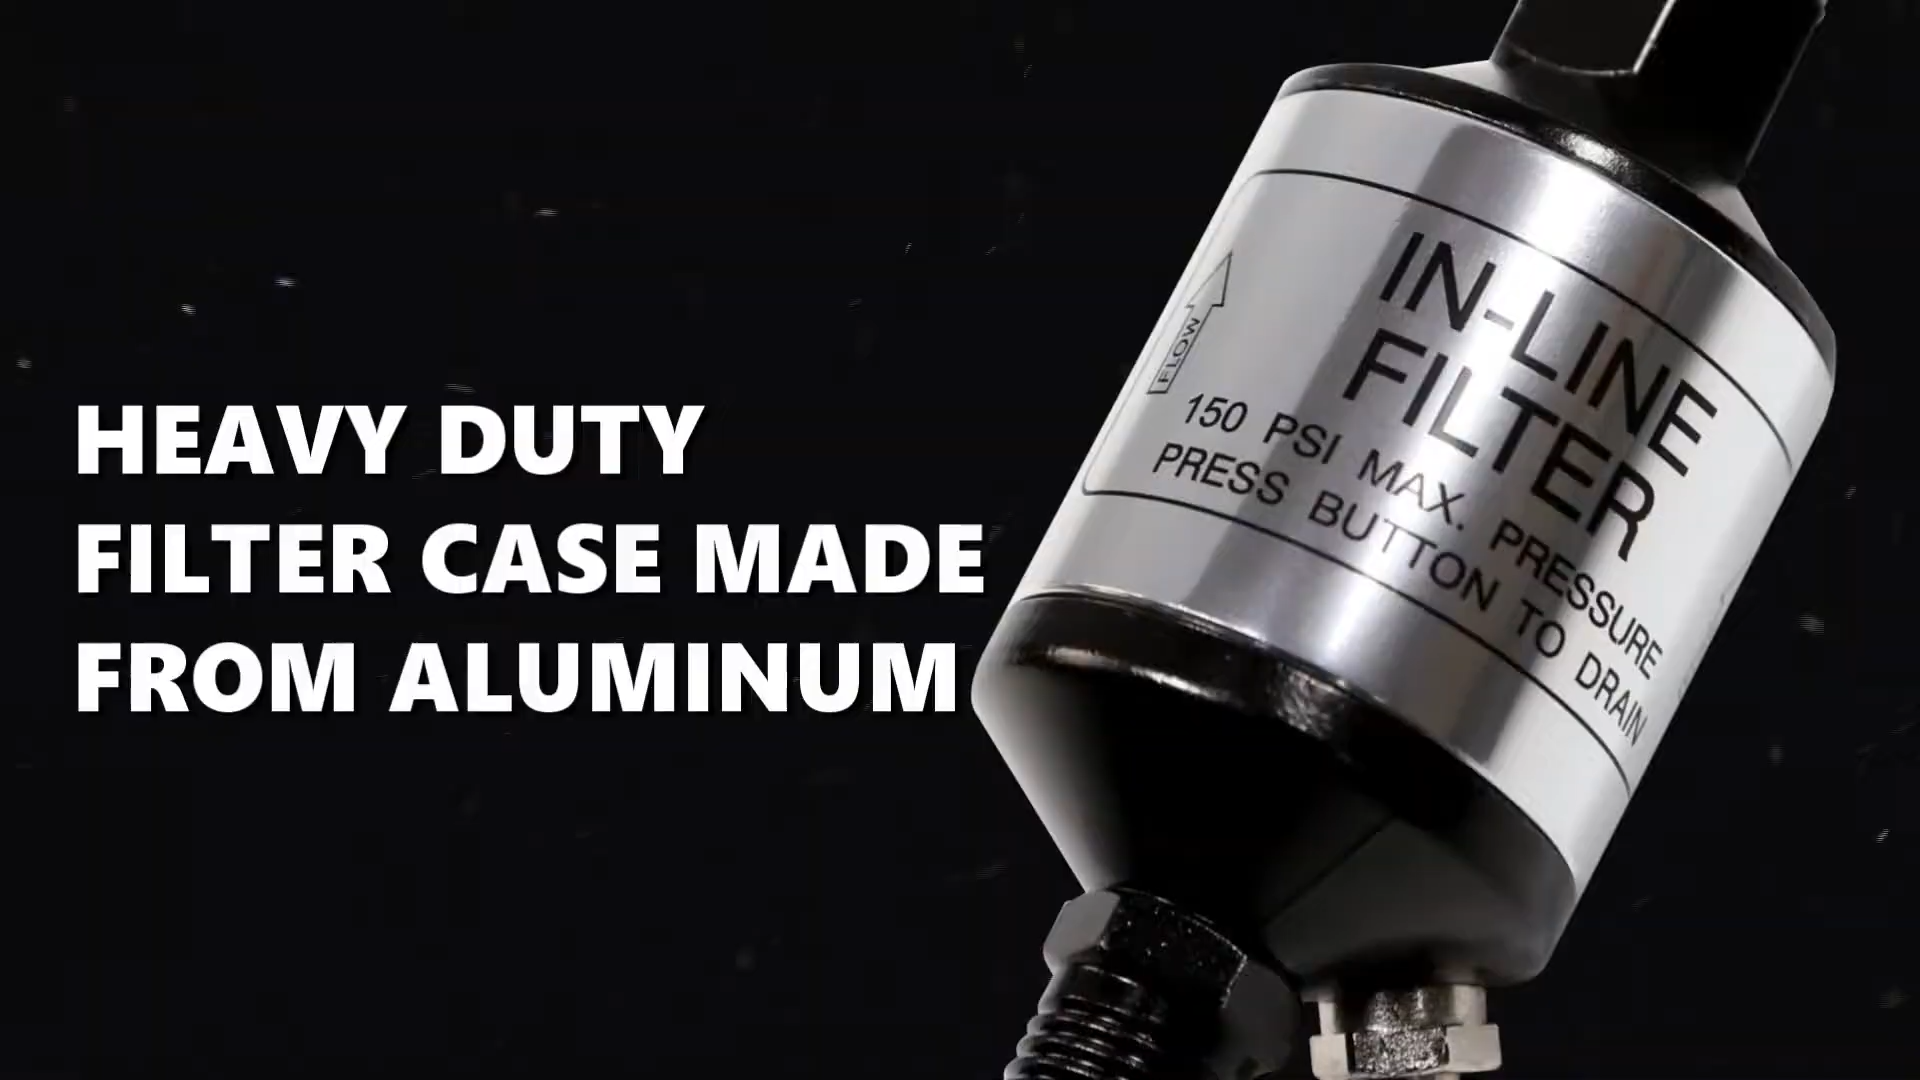 HEAVY DUTY
FILTER CASE MADE
FROM ALUMINUM
IN-LINE
FILTER
FLOW
150 PSI MAX. PRESSURE
PRESS BUTTON TO DRAIN